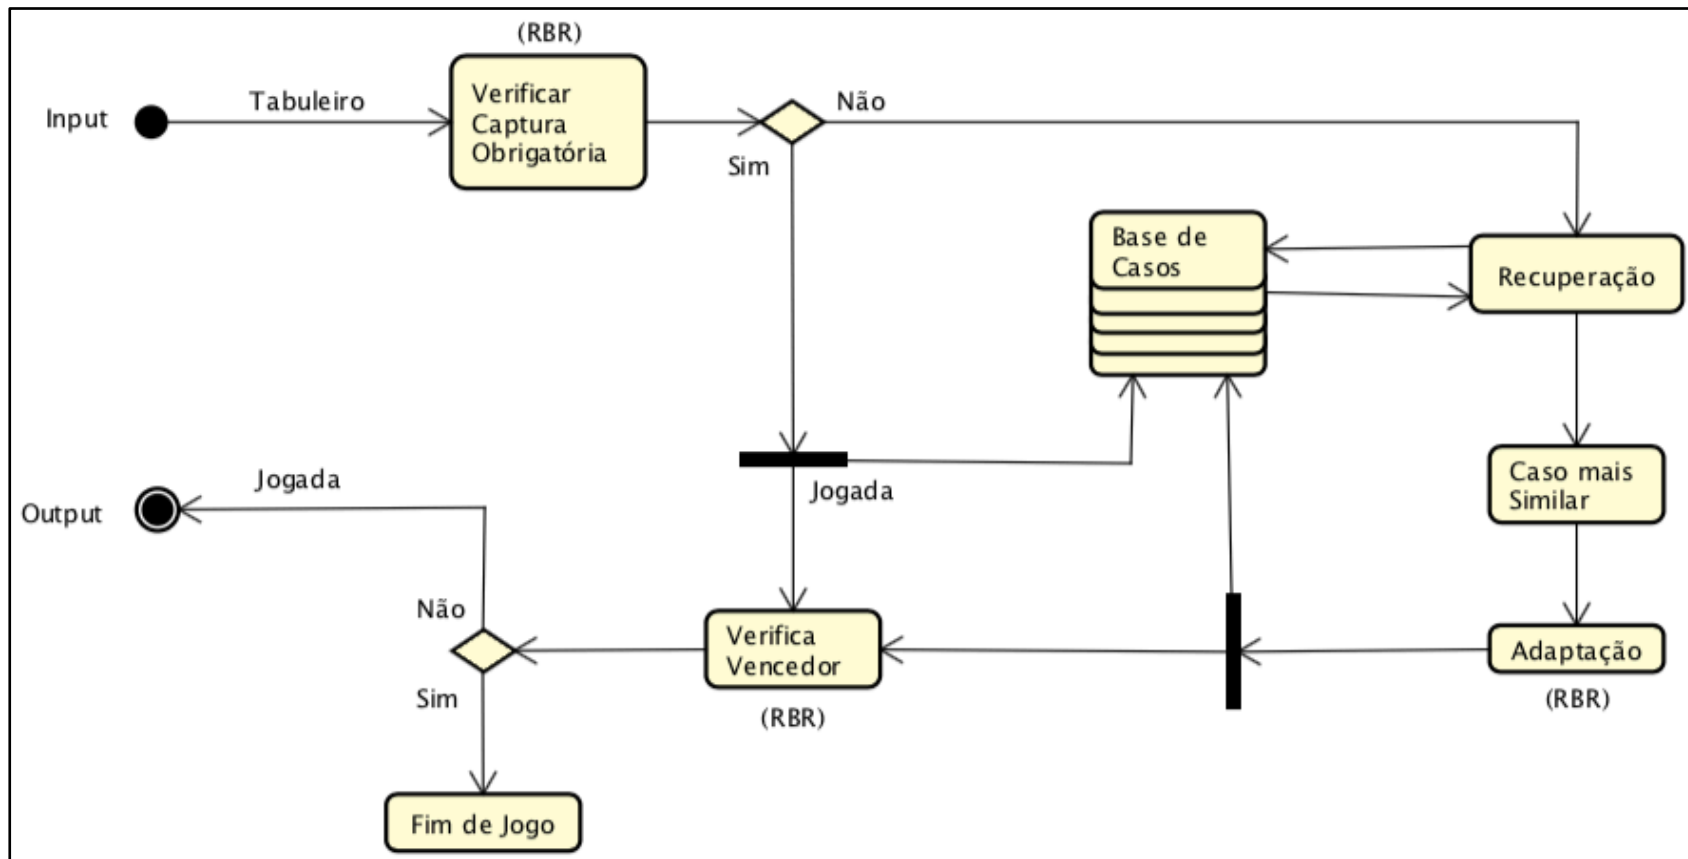 (RBR)
Input
Tabuleiro
Verificar
Captura
Obrigatória
Não
Sim
Base de
Casos
Recuperação
Caso mais
Similar
Jogada
Jogada
Output
Não
Sim
Verifica
Vencedor
(RBR)
Adaptação
(RBR)
Fim de Jogo